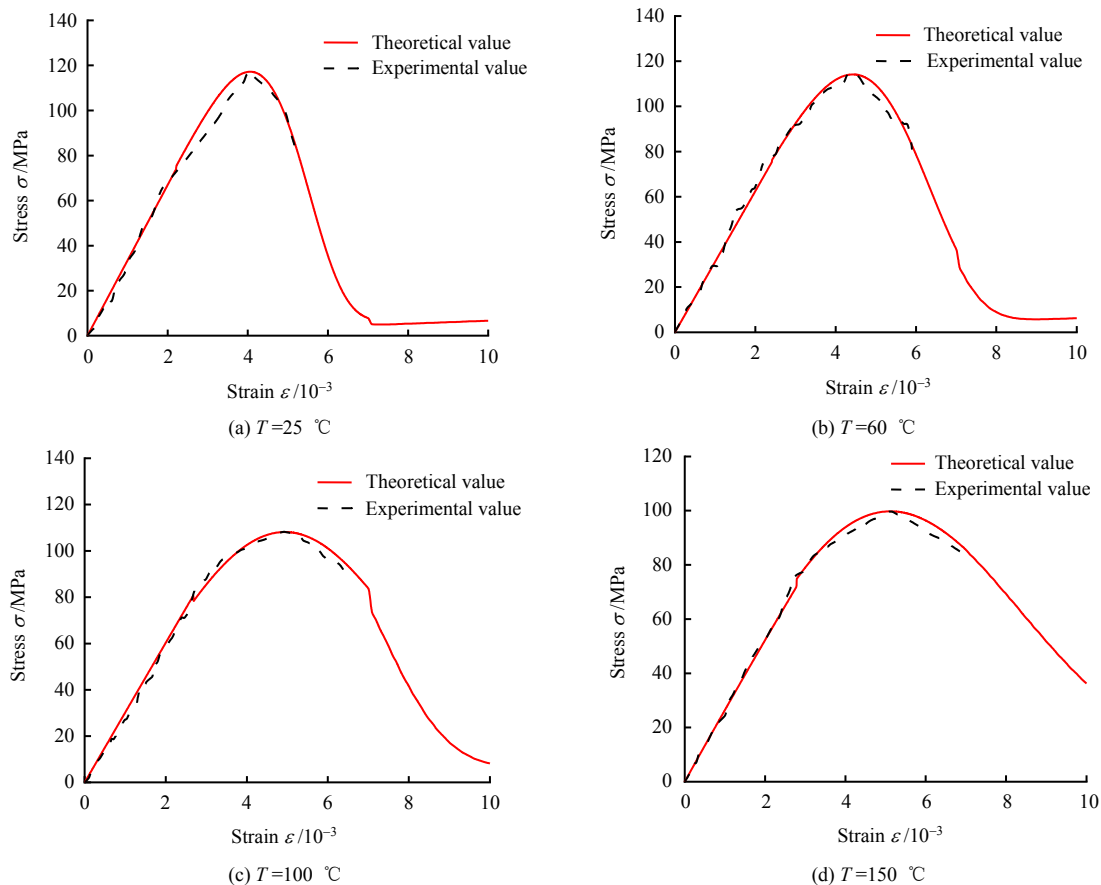 140
120
100
80
60
40
20
0
Stress σ /MPa
Theoretical value
Experimental value
0 2 4 6 8 10
Strain ε /10⁻³
(a) T =25 ℃
140
120
100
80
60
40
20
0
Stress σ /MPa
Theoretical value
Experimental value
0 2 4 6 8 10
Strain ε /10⁻³
(b) T =60 ℃
140
120
100
80
60
40
20
0
Stress σ /MPa
Theoretical value
Experimental value
0 2 4 6 8 10
Strain ε /10⁻³
(c) T =100 ℃
120
100
80
60
40
20
0
Stress σ /MPa
Theoretical value
Experimental value
0 2 4 6 8 10
Strain ε /10⁻³
(d) T =150 ℃